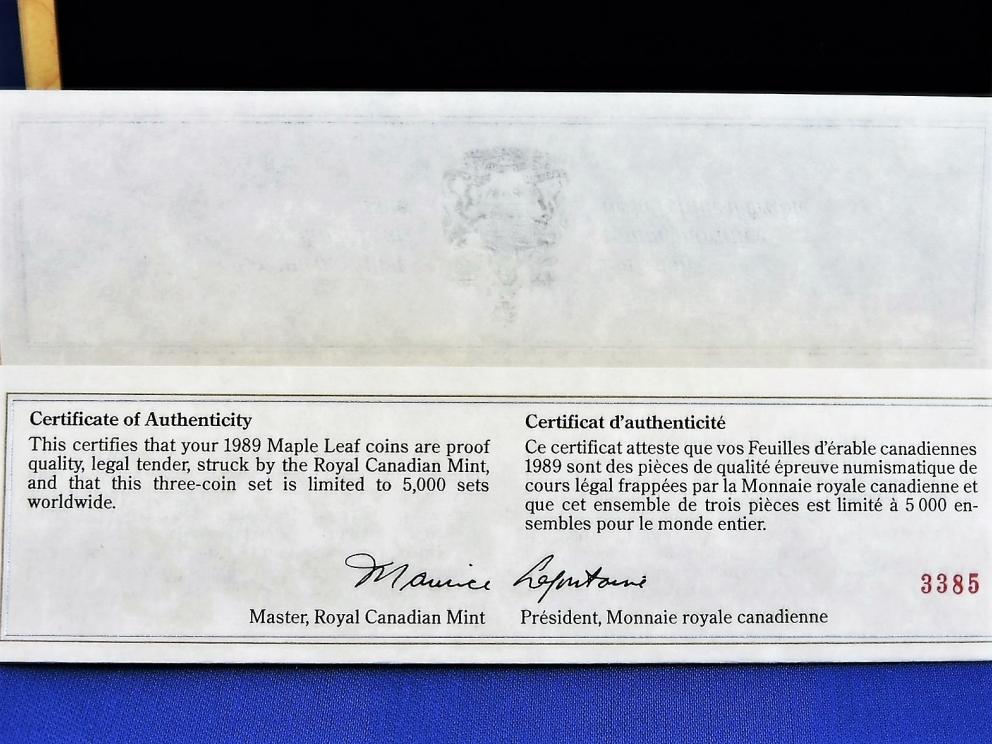 Certificate of Authenticity
This certifies that your 1989 Maple Leaf coins are proof
quality, legal tender, struck by the Royal Canadian Mint,
and that this three-coin set is limited to 5,000 sets
worldwide.
Certificat d'authenticité
Ce certificat atteste que vos Feuilles d'érable canadiennes
1989 sont des pièces de qualité épreuve numismatique de
cours légal frappées par la Monnaie royale canadienne et
que cet ensemble de trois pièces est limité à 5 000 en-
sembles pour le monde entier.
Maurice Lafontaine
3385
Master, Royal Canadian Mint
Président, Monnaie royale canadienne